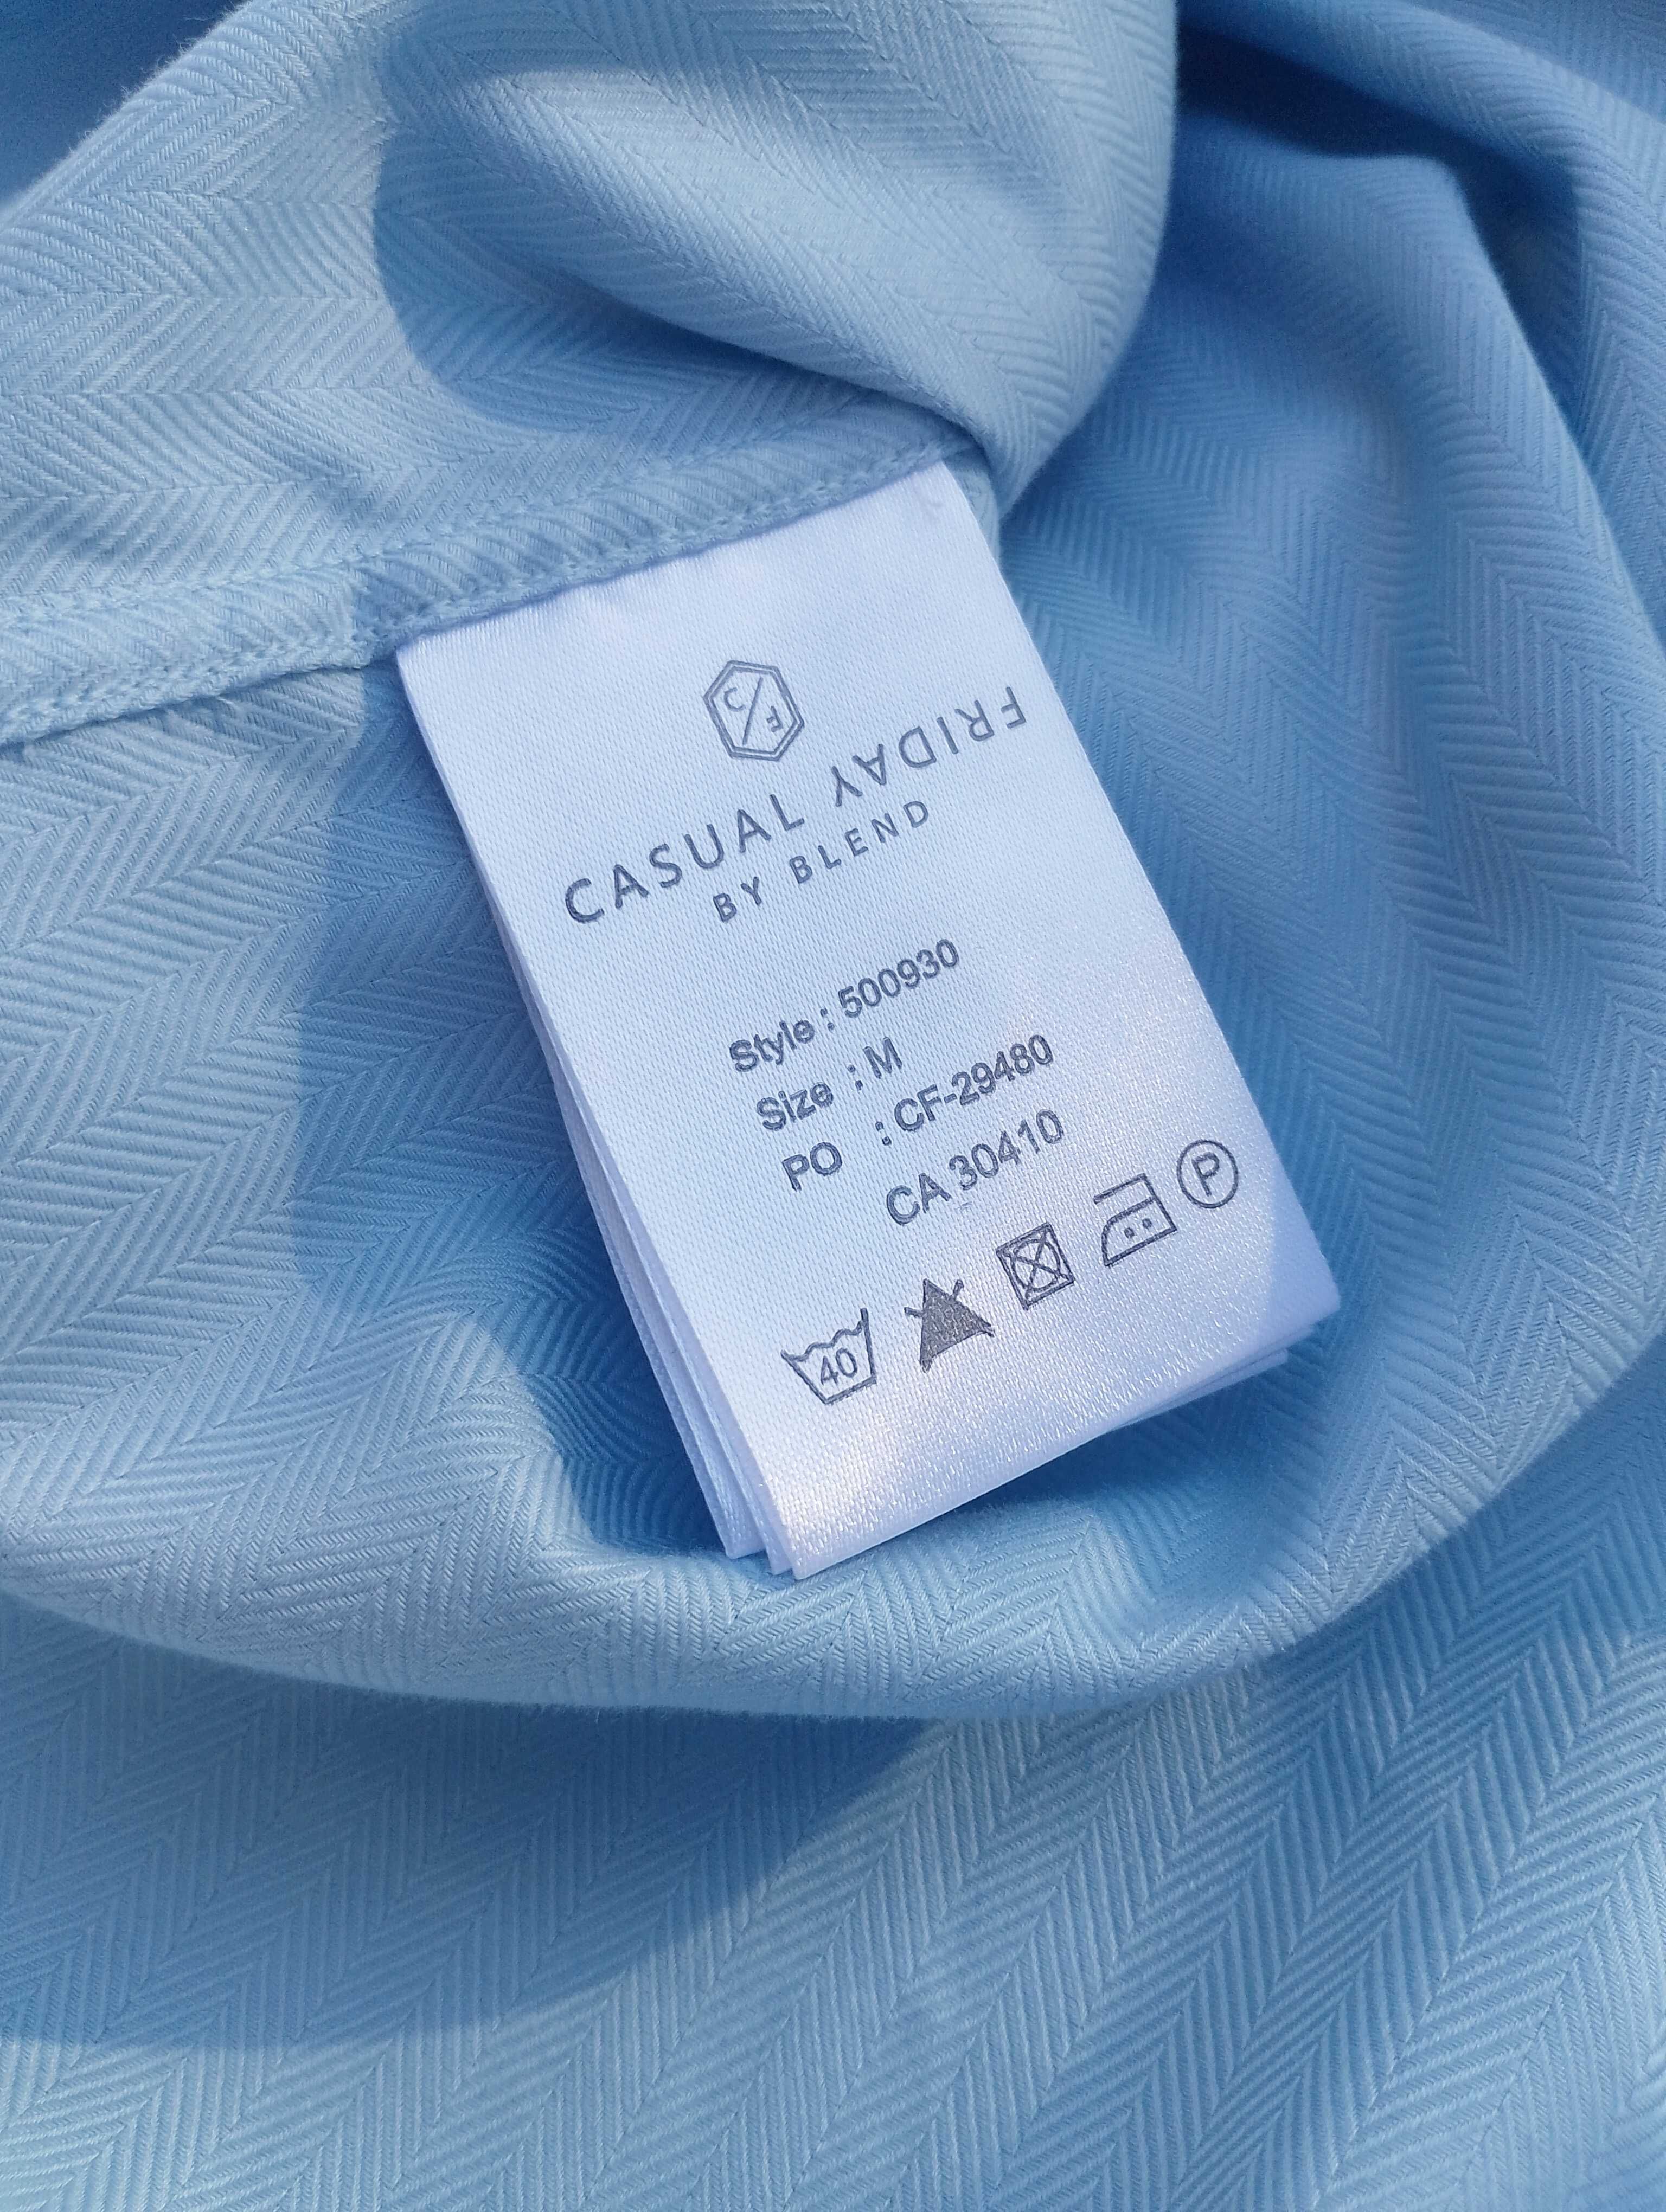 C/F
CASUAL FRIDAY
BY BLEND
Style : 500930
Size : M
PO : CF-29480
CA 30410
40
P